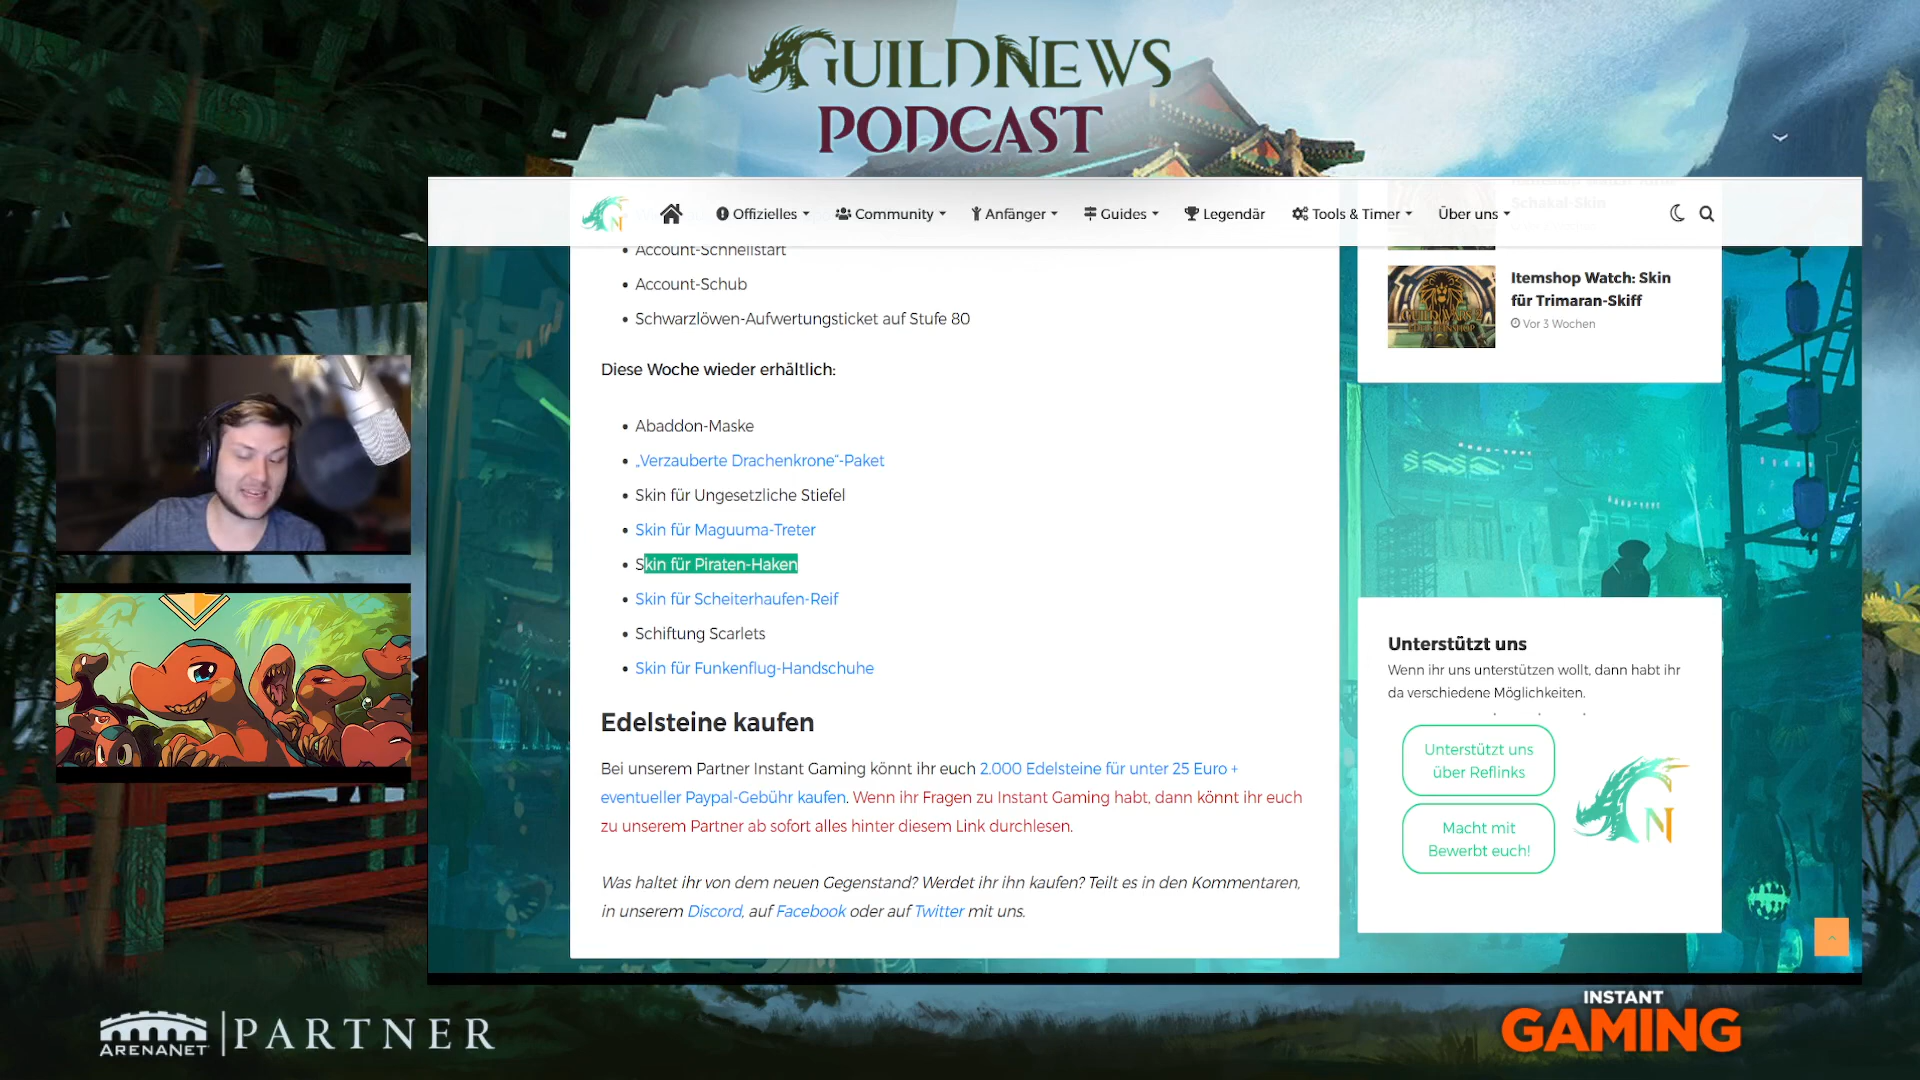 GUILDNEWS
PODCAST
Offizielles
Community
Anfänger
Guides
Legendär
Tools & Timer
Über uns
Schakal-Skin
Account-Schnellstart
Account-Schub
Schwarzlöwen-Aufwertungsticket auf Stufe 80
Diese Woche wieder erhältlich:
Abaddon-Maske
„Verzauberte Drachenkrone“-Paket
Skin für Ungesetzliche Stiefel
Skin für Maguuma-Treter
Skin für Piraten-Haken
Skin für Scheiterhaufen-Reif
Schiftung Scarlets
Skin für Funkenflug-Handschuhe
Edelsteine kaufen
Bei unserem Partner Instant Gaming könnt ihr euch 2.000 Edelsteine für unter 25 Euro +
eventueller Paypal-Gebühr kaufen. Wenn ihr Fragen zu Instant Gaming habt, dann könnt ihr euch
zu unserem Partner ab sofort alles hinter diesem Link durchlesen.
Was haltet ihr von dem neuen Gegenstand? Werdet ihr ihn kaufen? Teilt es in den Kommentaren,
in unserem Discord, auf Facebook oder auf Twitter mit uns.
GUILD WARS 2
EDELSTEINSHOP
Itemshop Watch: Skin
für Trimaran-Skiff
Vor 3 Wochen
Unterstützt uns
Wenn ihr uns unterstützen wollt, dann habt ihr
da verschiedene Möglichkeiten.
Unterstützt uns
über Reflinks
Macht mit
Bewerbt euch!
GN
ARENANET
PARTNER
INSTANT
GAMING